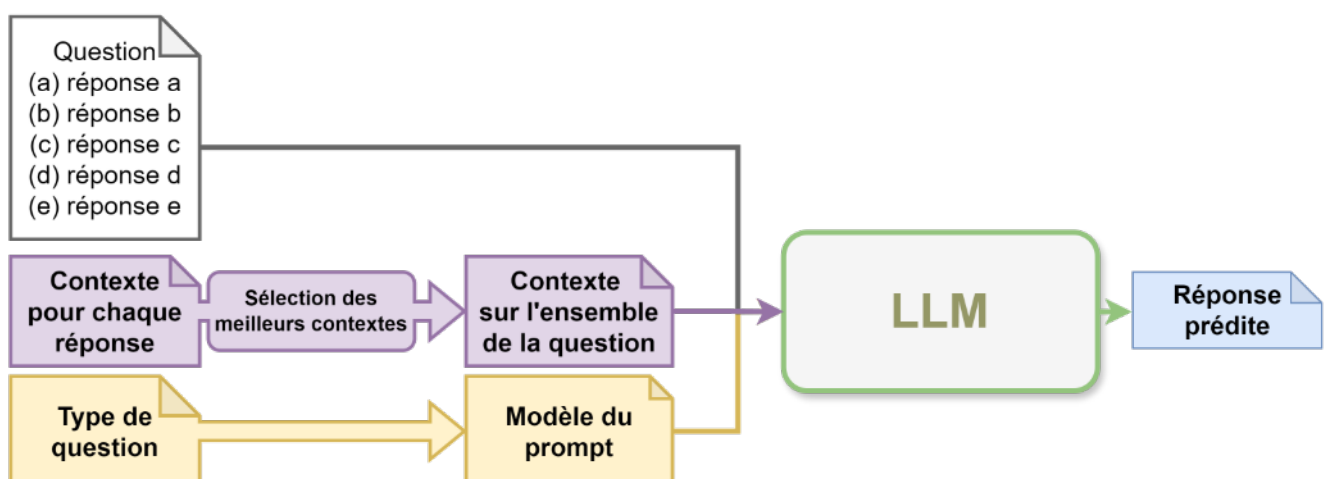 Question
(a) réponse a
(b) réponse b
(c) réponse c
(d) réponse d
(e) réponse e
Contexte
pour chaque
réponse
Sélection des
meilleurs contextes
Contexte
sur l'ensemble
de la question
LLM
Réponse
prédite
Type de
question
Modèle du
prompt